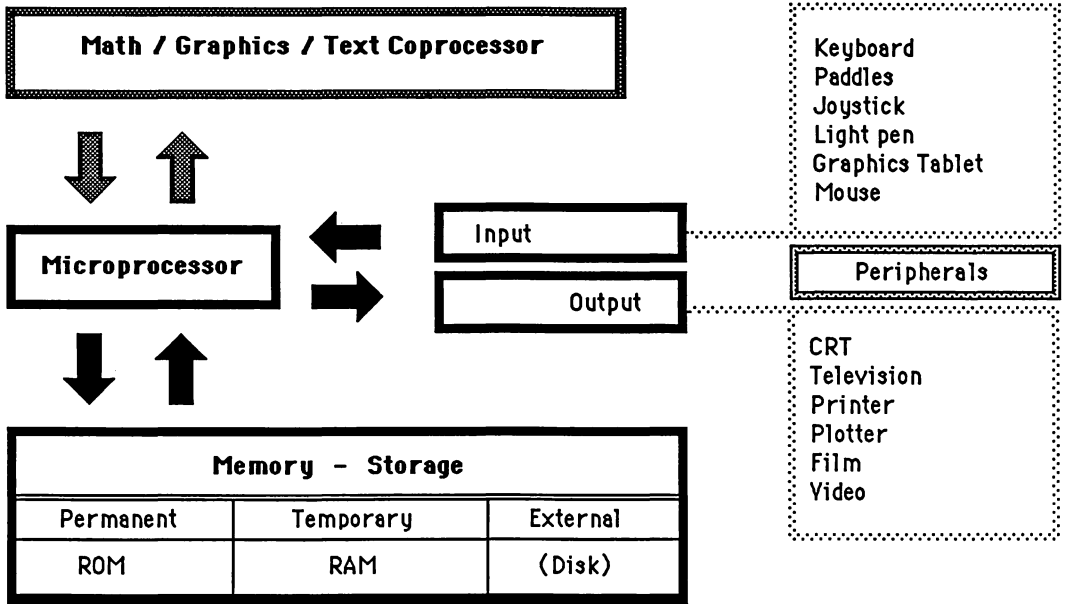 Math / Graphics / Text Coprocessor
Microprocessor
Input
Output
Keyboard
Paddles
Joystick
Light pen
Graphics Tablet
Mouse
Peripherals
CRT
Television
Printer
Plotter
Film
Video
Memory - Storage
Permanent Temporary External
ROM RAM (Disk)